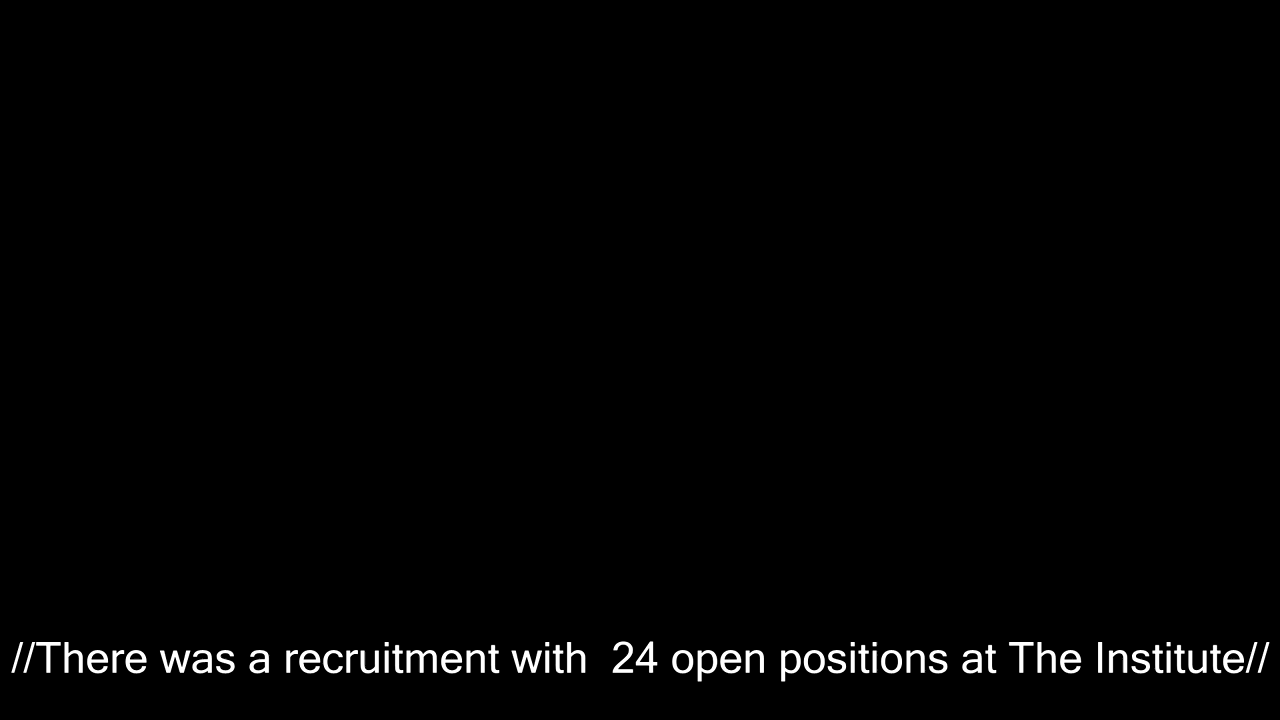 //There was a recruitment with  24 open positions at The Institute//